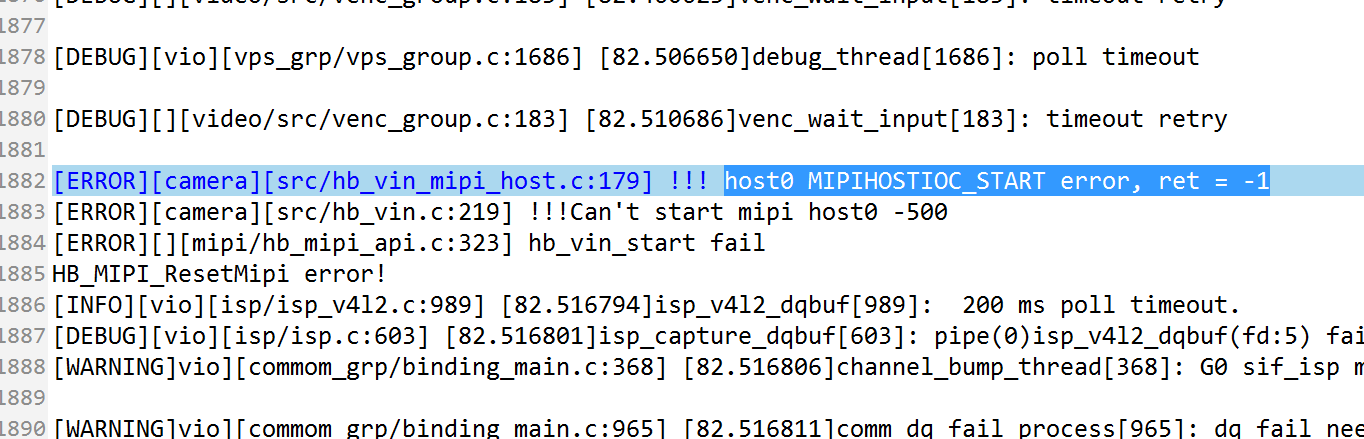 [DEBUG][][video/src/venc_group.c:183] [82.480829]venc_wait_input[183]: timeout retry
1877
1878 [DEBUG][vio][vps_grp/vps_group.c:1686] [82.506650]debug_thread[1686]: poll timeout
1879
1880 [DEBUG][][video/src/venc_group.c:183] [82.510686]venc_wait_input[183]: timeout retry
1881
1882 [ERROR][camera][src/hb_vin_mipi_host.c:179] !!! host0 MIPIHOSTIOC_START error, ret = -1
1883 [ERROR][camera][src/hb_vin.c:219] !!!Can't start mipi host0 -500
1884 [ERROR][][mipi/hb_mipi_api.c:323] hb_vin_start fail
1885 HB_MIPI_ResetMipi error!
1886 [INFO][vio][isp/isp_v4l2.c:989] [82.516794]isp_v4l2_dqbuf[989]:  200 ms poll timeout.
1887 [DEBUG][vio][isp/isp.c:603] [82.516801]isp_capture_dqbuf[603]: pipe(0)isp_v4l2_dqbuf(fd:5) fai
1888 [WARNING]vio][commom_grp/binding_main.c:368] [82.516806]channel_bump_thread[368]: G0 sif_isp m
1889
1890 [WARNING]vio][commom_grp/binding_main.c:965] [82.516811]comm_dq_fail_process[965]: dq fail nee